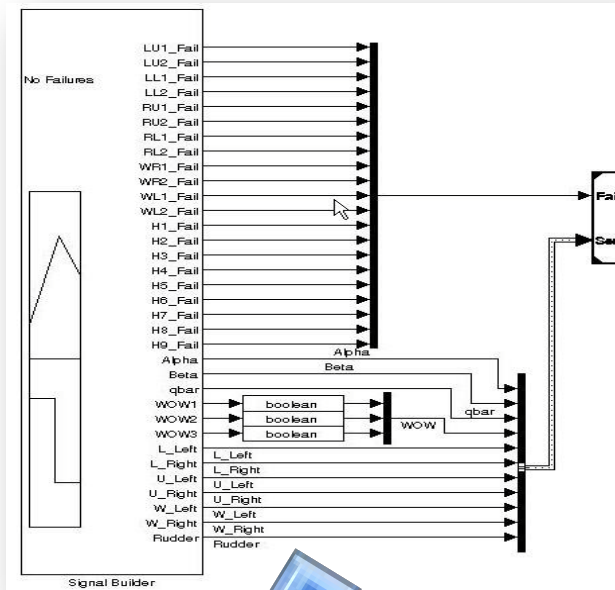 No Failures
LU1_Fail
LU2_Fail
LL1_Fail
LL2_Fail
RU1_Fail
RU2_Fail
RL1_Fail
RL2_Fail
WR1_Fail
WR2_Fail
WL1_Fail
WL2_Fail
H1_Fail
H2_Fail
H3_Fail
H4_Fail
H5_Fail
H6_Fail
H7_Fail
H8_Fail
H9_Fail
Alpha
Beta
qbar
WOW1
WOW2
WOW3
L_Left
L_Right
U_Left
U_Right
W_Left
W_Right
Rudder
Signal Builder
Alpha
Beta
qbar
boolean
boolean
boolean
WOW
L_Left
L_Right
U_Left
U_Right
W_Left
W_Right
Rudder